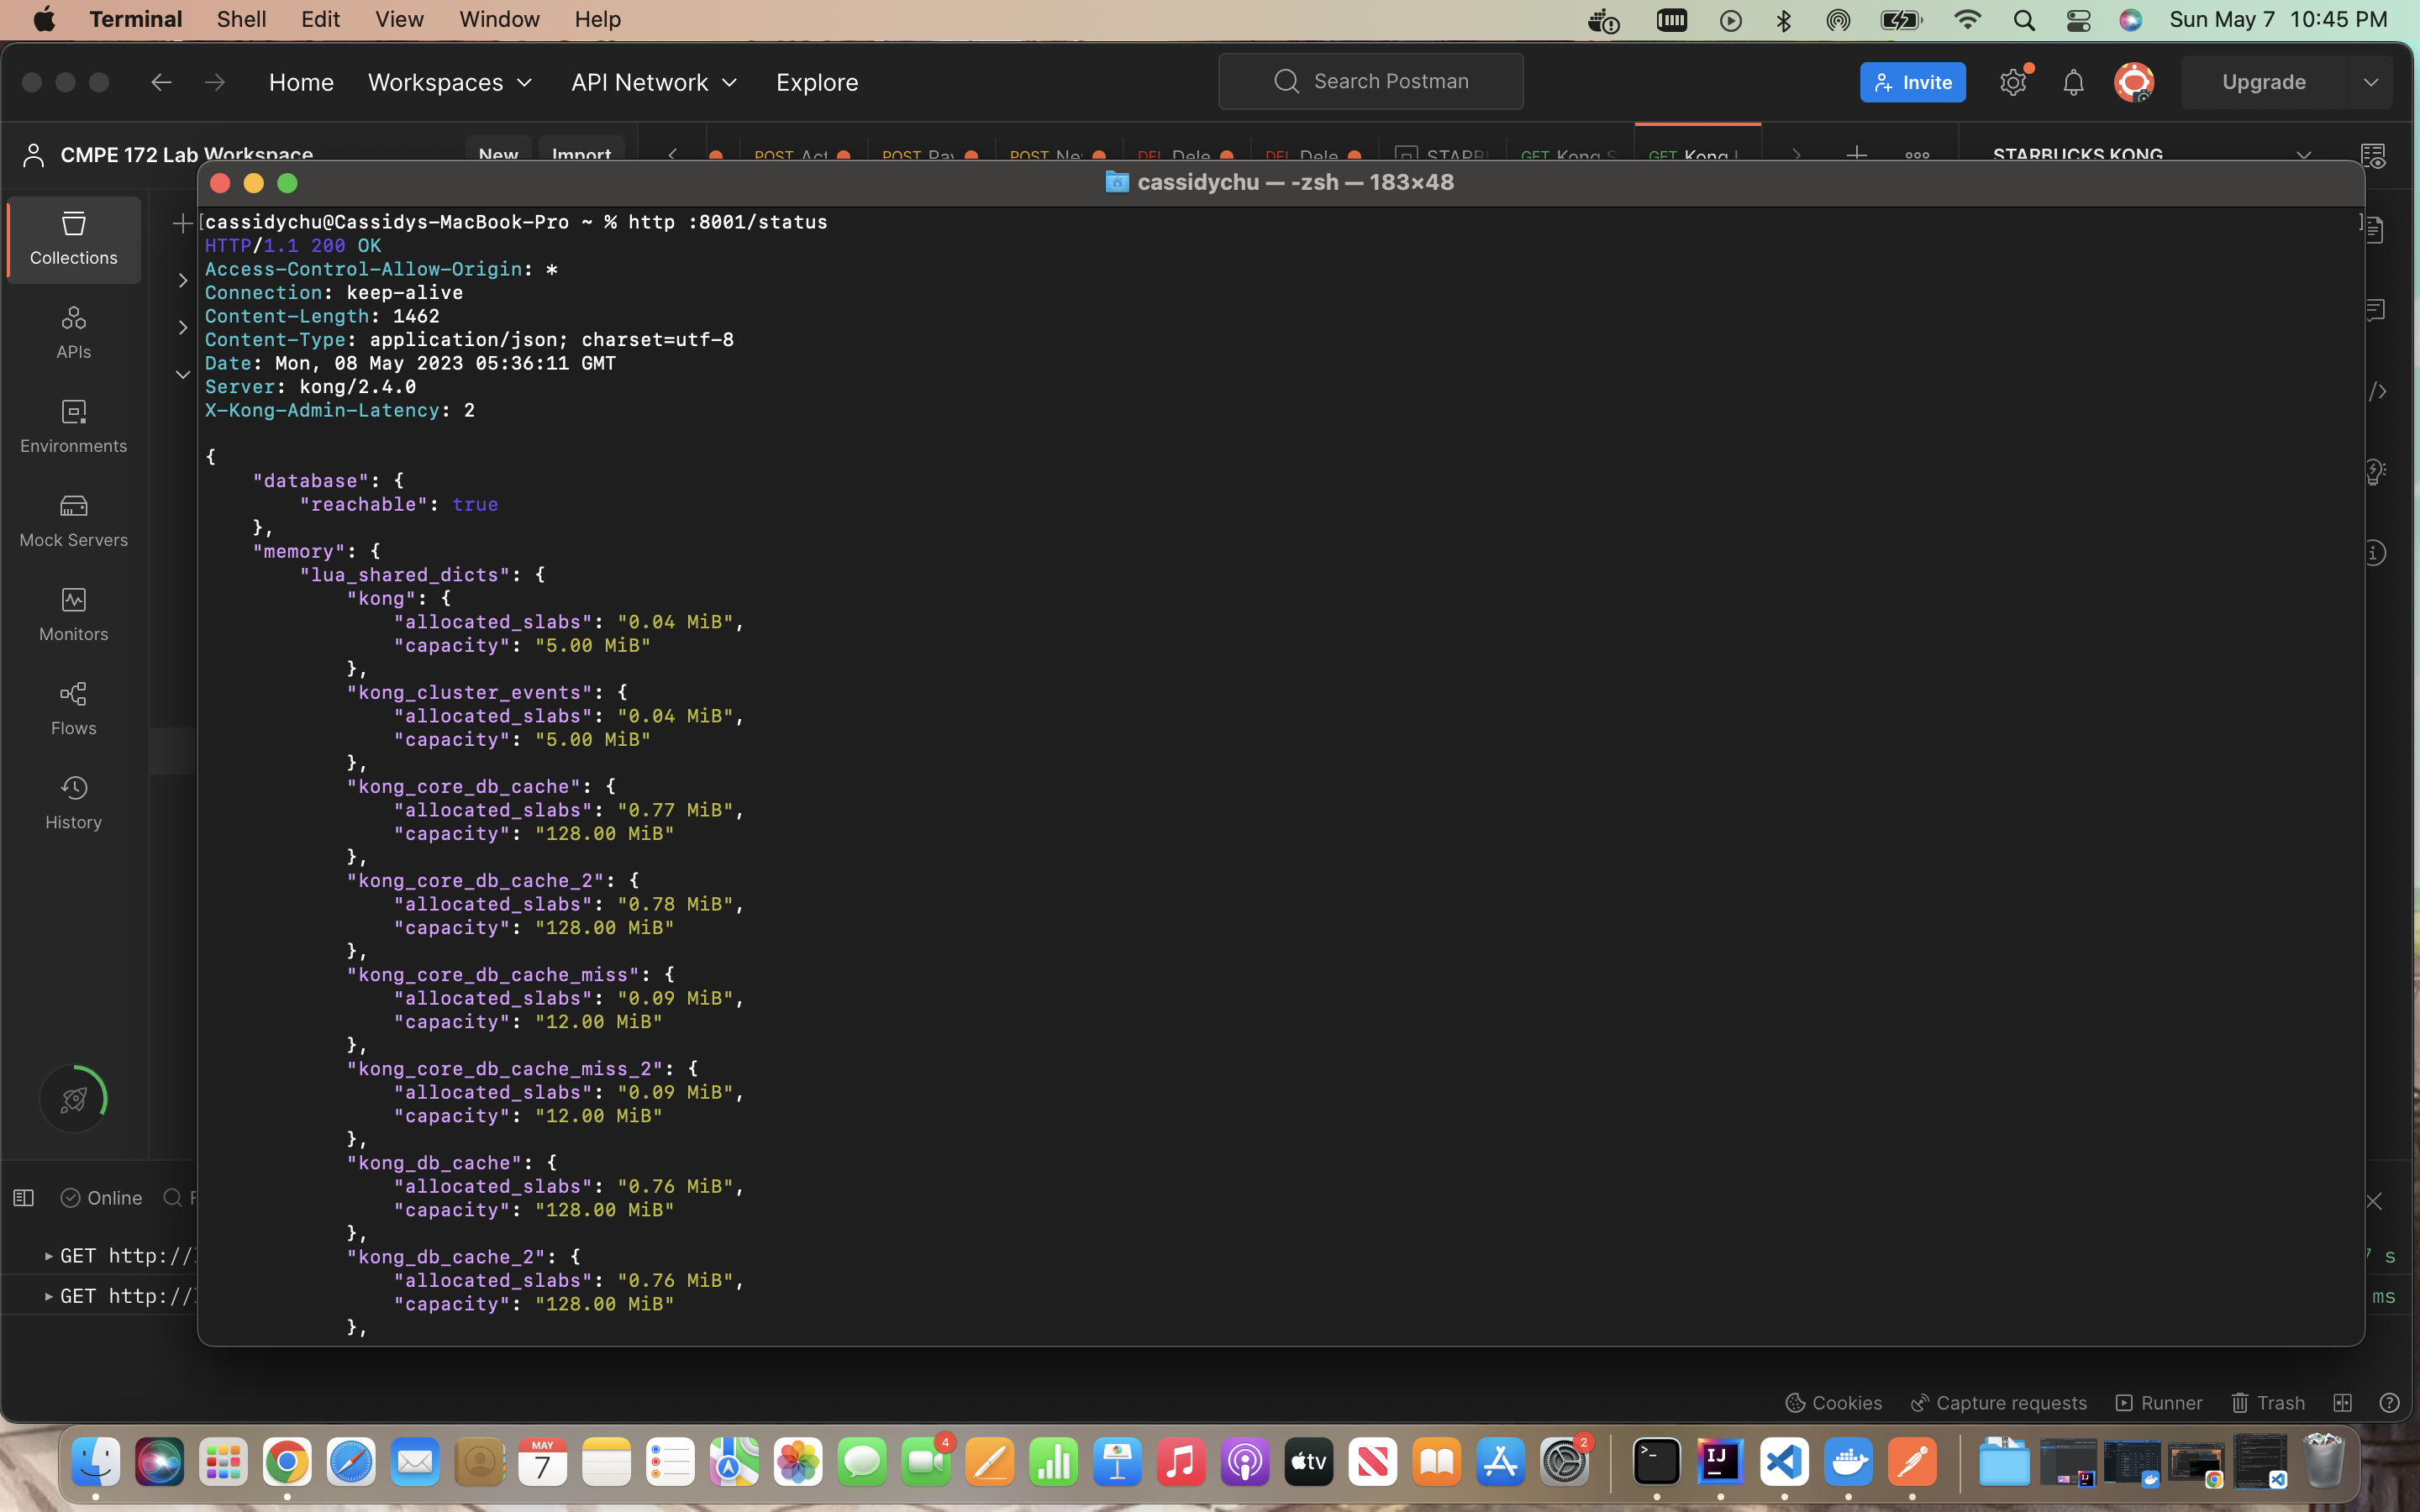 Terminal Shell Edit View Window Help Sun May 7 10:45 PM
Home Workspaces API Network Explore Search Postman Invite Upgrade
CMPE 172 Lab Workspace New Import POST Act POST Pay POST Ne DEL Dele DEL Dele STARB GET Kong S GET Kong STARBUCKS KONG
cassidychu — -zsh — 183×48
Collections
APIs
Environments
Mock Servers
Monitors
Flows
History
[cassidychu@Cassidys-MacBook-Pro ~ % http :8001/status ]
HTTP/1.1 200 OK
Access-Control-Allow-Origin: *
Connection: keep-alive
Content-Length: 1462
Content-Type: application/json; charset=utf-8
Date: Mon, 08 May 2023 05:36:11 GMT
Server: kong/2.4.0
X-Kong-Admin-Latency: 2
{
"database": {
"reachable": true
},
"memory": {
"lua_shared_dicts": {
"kong": {
"allocated_slabs": "0.04 MiB",
"capacity": "5.00 MiB"
},
"kong_cluster_events": {
"allocated_slabs": "0.04 MiB",
"capacity": "5.00 MiB"
},
"kong_core_db_cache": {
"allocated_slabs": "0.77 MiB",
"capacity": "128.00 MiB"
},
"kong_core_db_cache_2": {
"allocated_slabs": "0.78 MiB",
"capacity": "128.00 MiB"
},
"kong_core_db_cache_miss": {
"allocated_slabs": "0.09 MiB",
"capacity": "12.00 MiB"
},
"kong_core_db_cache_miss_2": {
"allocated_slabs": "0.09 MiB",
"capacity": "12.00 MiB"
},
"kong_db_cache": {
"allocated_slabs": "0.76 MiB",
"capacity": "128.00 MiB"
},
"kong_db_cache_2": {
"allocated_slabs": "0.76 MiB",
"capacity": "128.00 MiB"
},
Online F
GET http:// s
GET http:// ms
Cookies Capture requests Runner Trash
MAY
7
4
tv
2
IJ